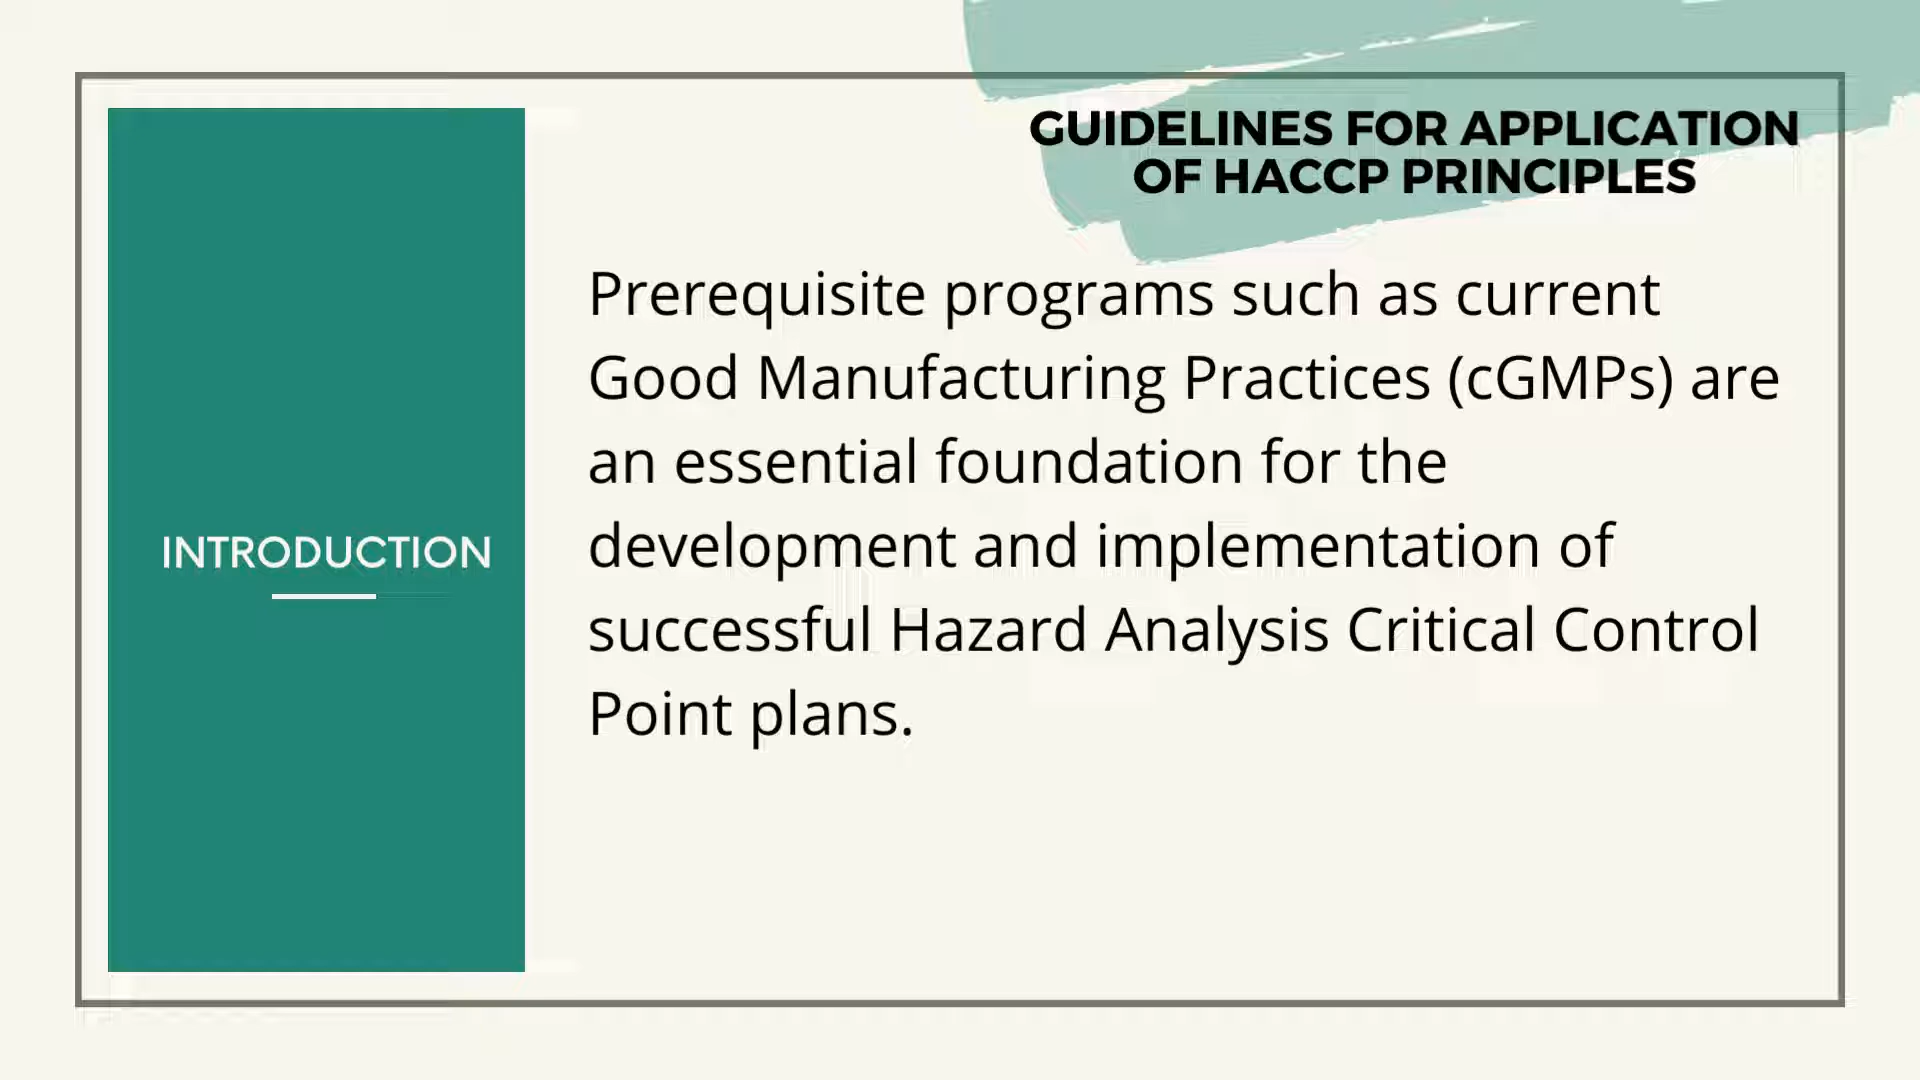 GUIDELINES FOR APPLICATION
OF HACCP PRINCIPLES
INTRODUCTION
Prerequisite programs such as current
Good Manufacturing Practices (cGMPs) are
an essential foundation for the
development and implementation of
successful Hazard Analysis Critical Control
Point plans.